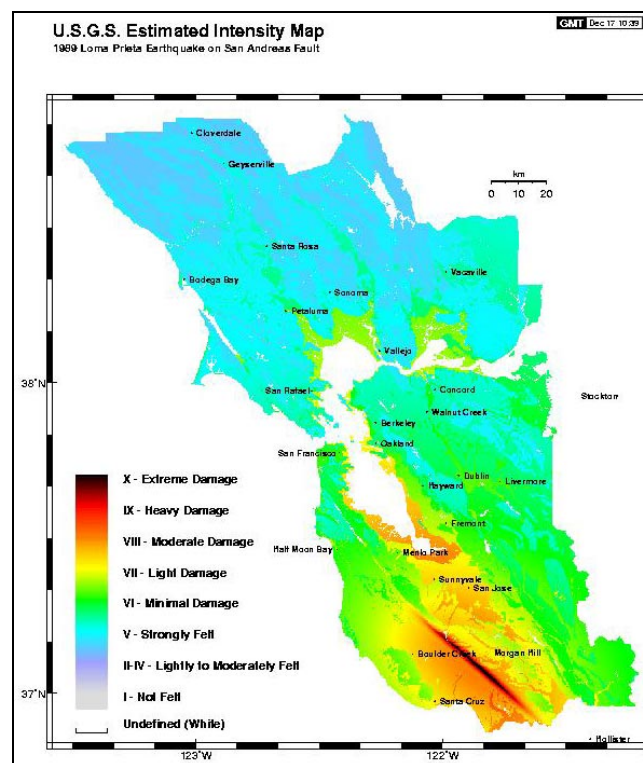 U.S.G.S. Estimated Intensity Map
GMT Dec 17 10:39
1989 Loma Prieta Earthquake on San Andreas Fault
Cloverdale
Geyserville
km
0 10 20
Santa Rosa
Vacaville
Bodega Bay
Sonoma
Petaluma
Vallejo
38°N
San Rafael
Concord
Stockton
Walnut Creek
Berkeley
Oakland
San Francisco
Dublin
Livermore
Hayward
Fremont
Half Moon Bay
Menlo Park
Sunnyvale
San Jose
Boulder Creek
Morgan Hill
37°N
Santa Cruz
Hollister
X - Extreme Damage
IX - Heavy Damage
VIII - Moderate Damage
VII - Light Damage
VI - Minimal Damage
V - Strongly Felt
II-IV - Lightly to Moderately Felt
I - Not Felt
Undefined (White)
123°W
122°W